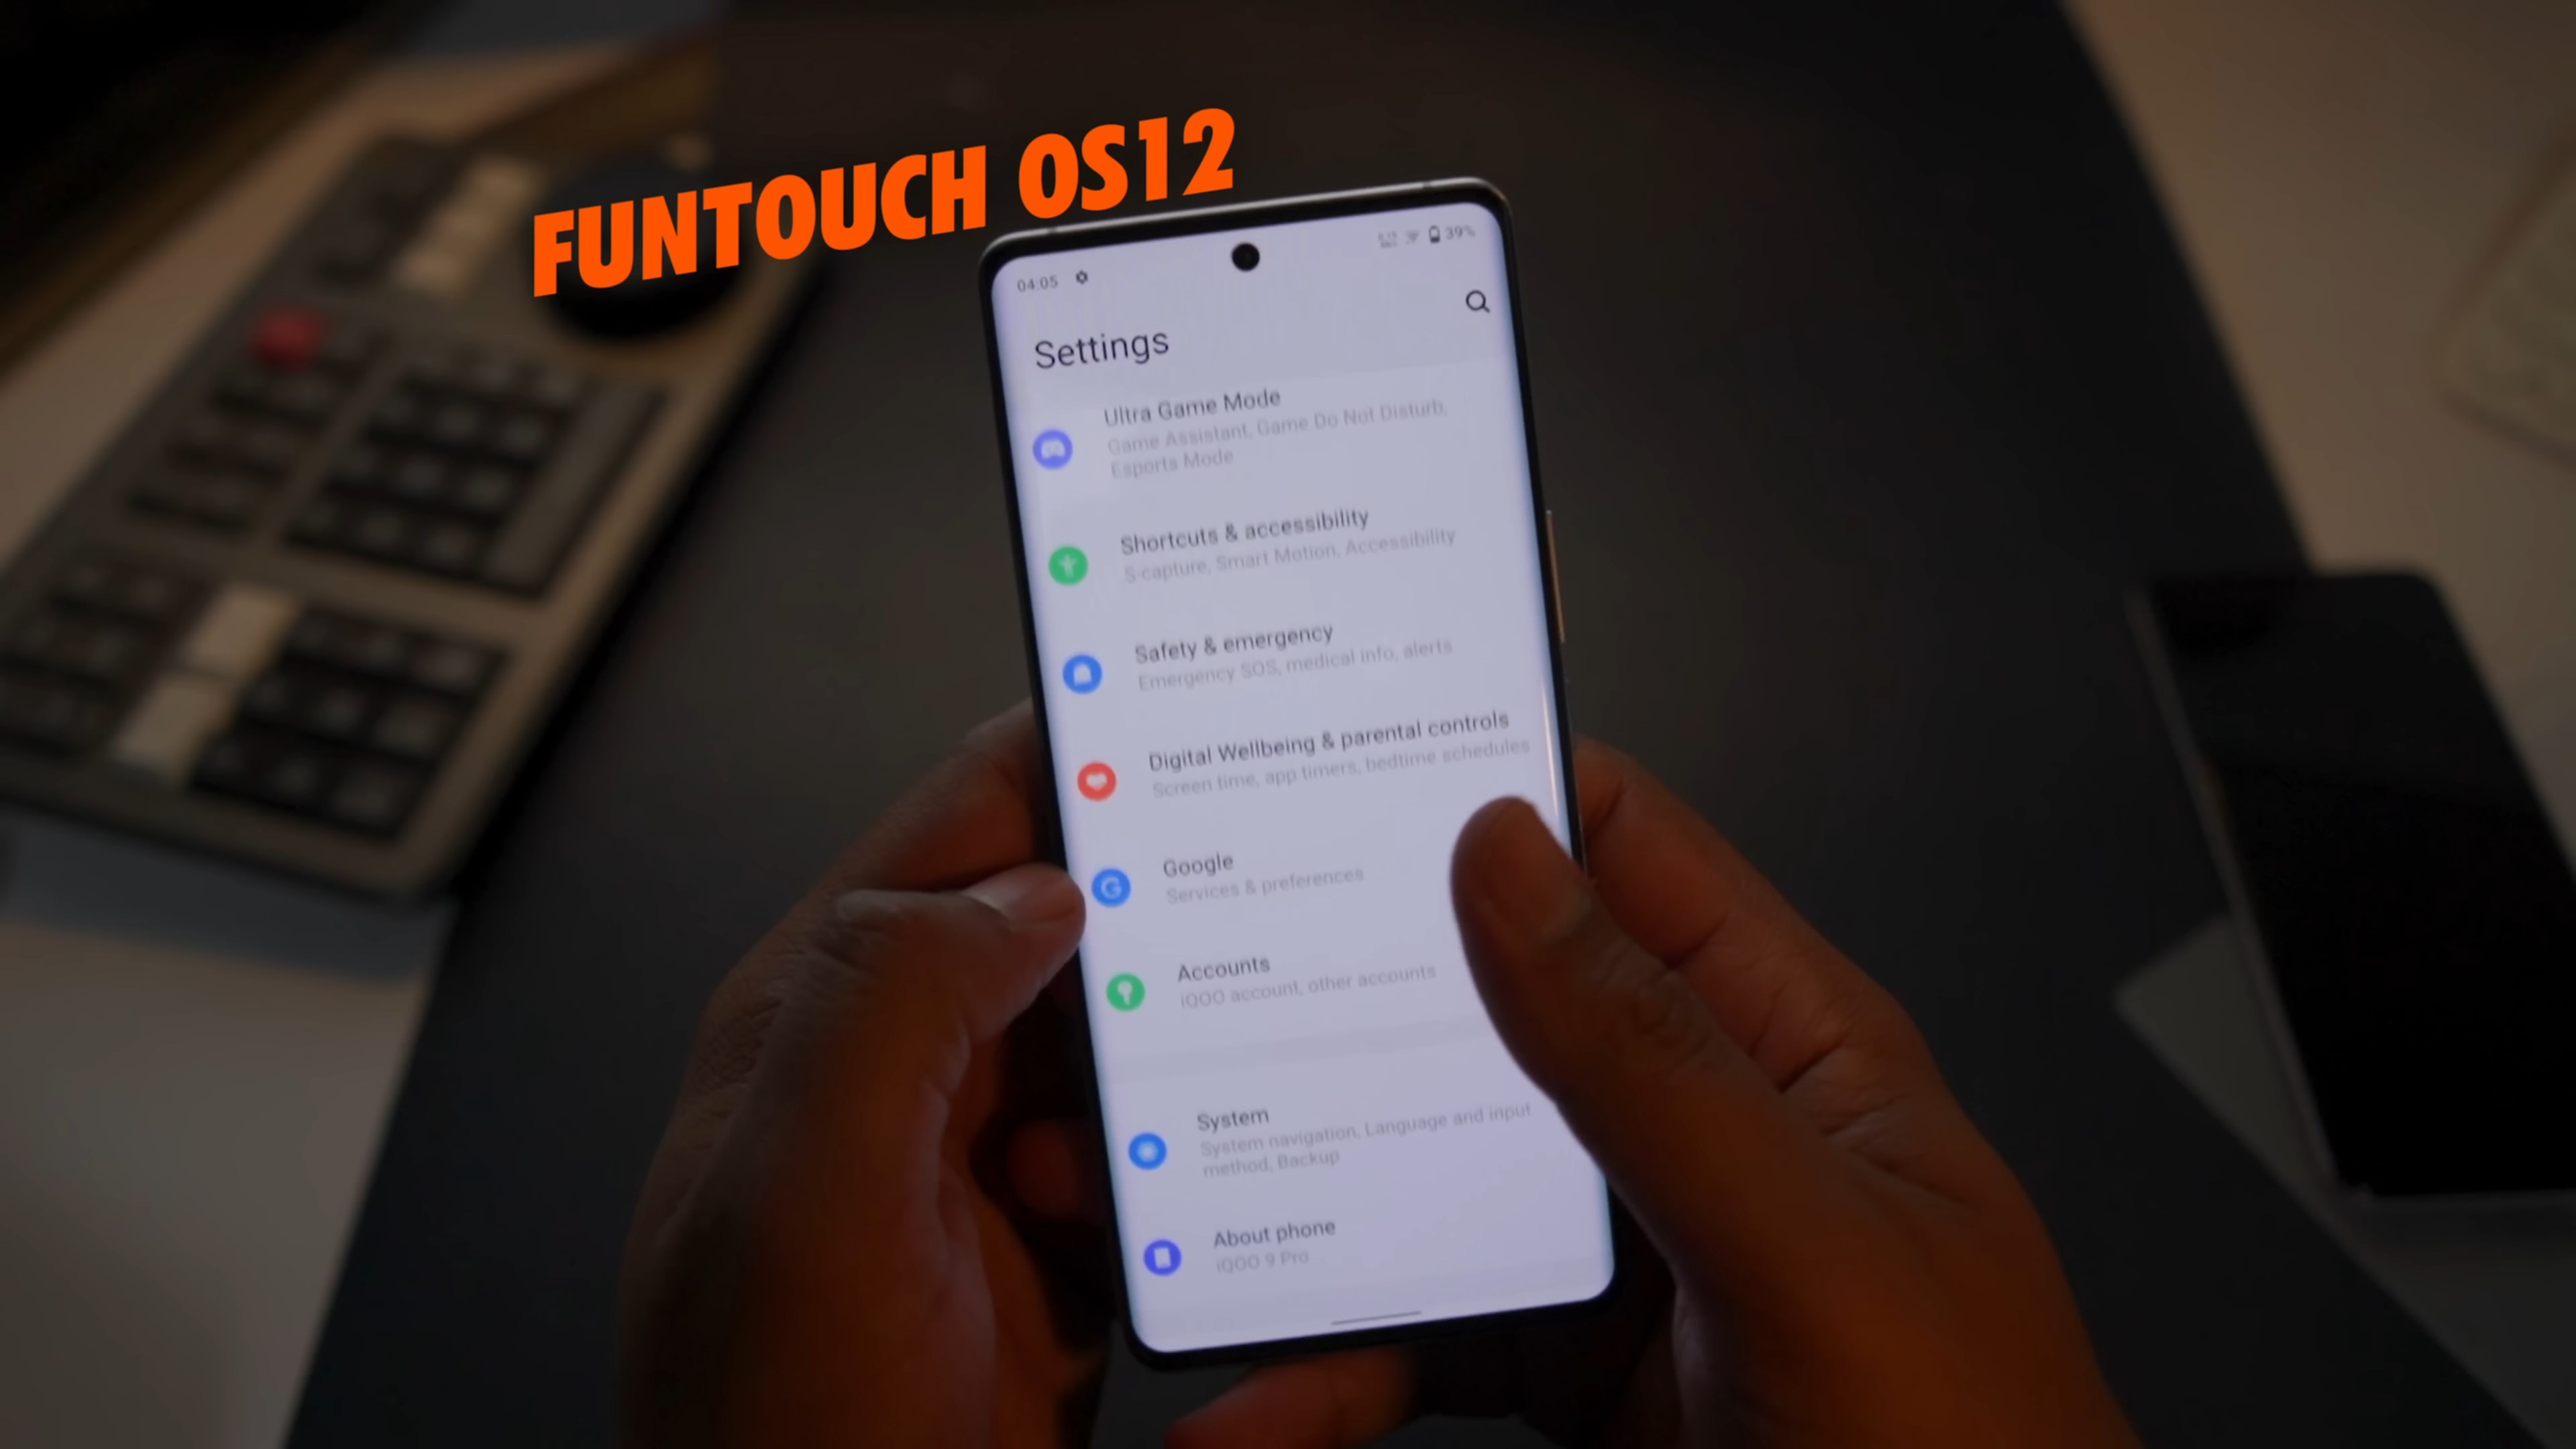 FUNTOUCH OS12
04:05
39%
Settings
Ultra Game Mode
Game Assistant, Game Do Not Disturb,
Esports Mode
Shortcuts & accessibility
S-capture, Smart Motion, Accessibility
Safety & emergency
Emergency SOS, medical info, alerts
Digital Wellbeing & parental controls
Screen time, app timers, bedtime schedules
Google
Services & preferences
Accounts
iQOO account, other accounts
System
System navigation, Language and input
method, Backup
About phone
iQOO 9 Pro